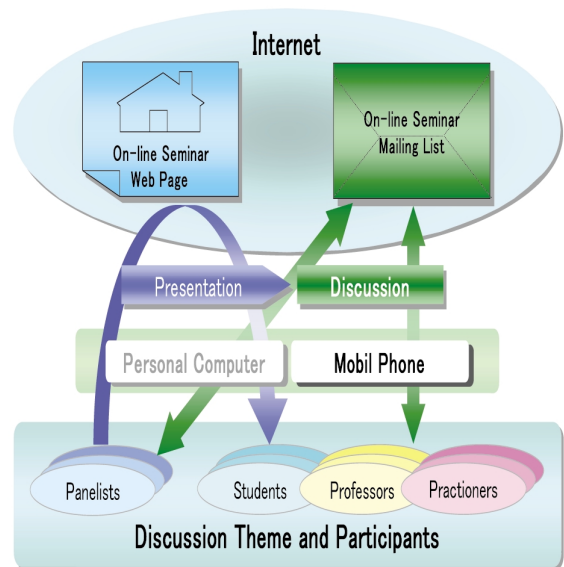 Internet
On-line Seminar
Web Page
On-line Seminar
Mailing List
Presentation
Discussion
Personal Computer
Mobil Phone
Panelists
Students
Professors
Practioners
Discussion Theme and Participants